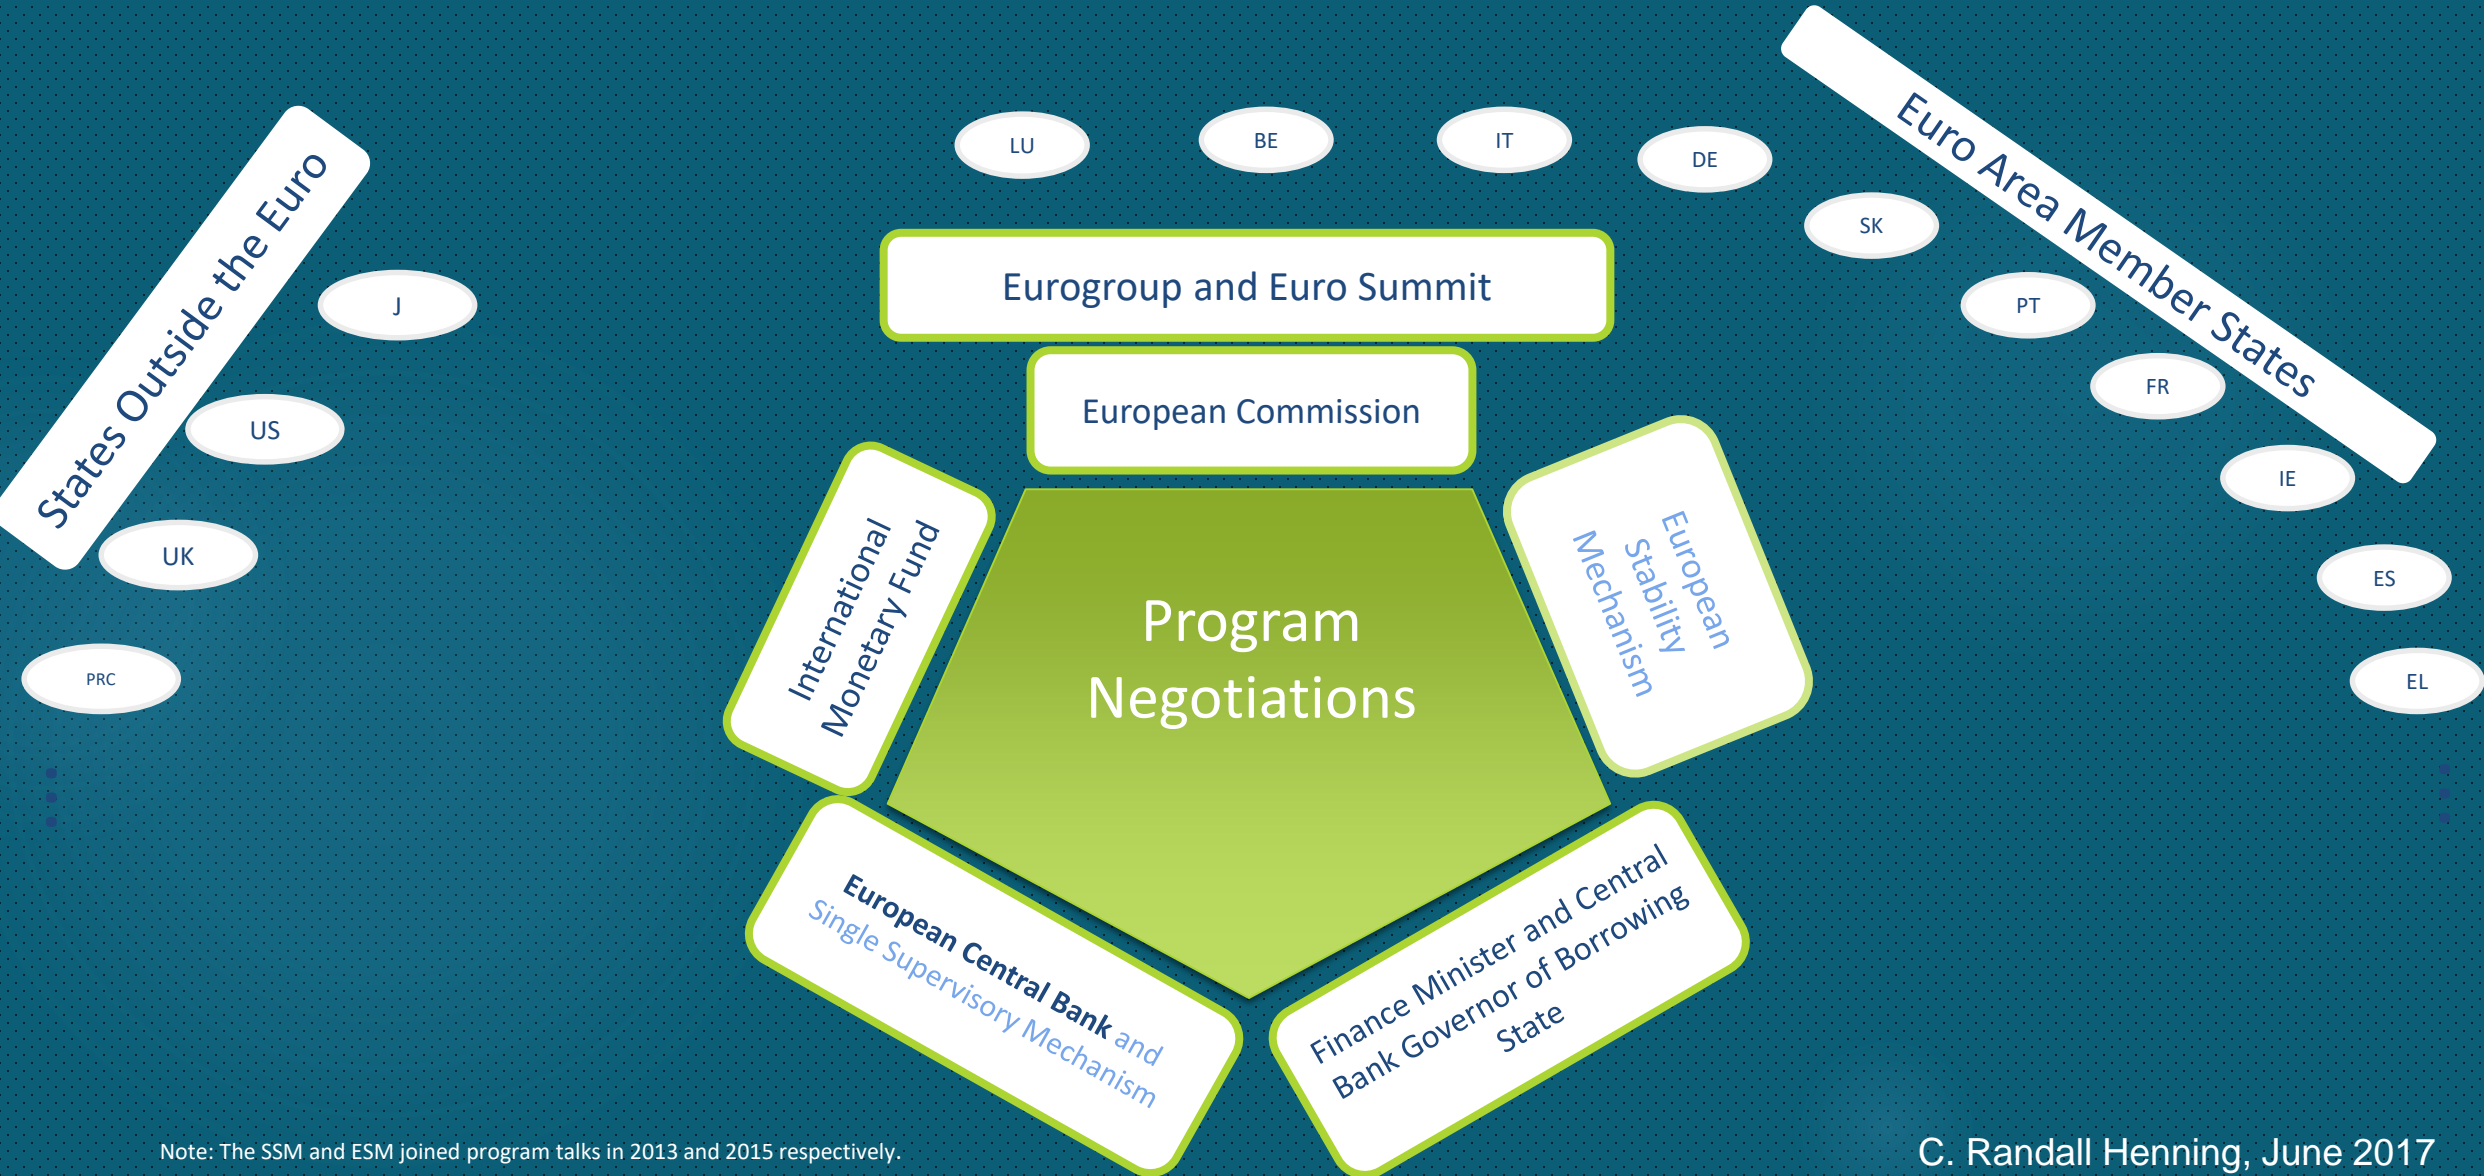 States Outside the Euro
J
US
UK
PRC
LU
BE
IT
DE
SK
PT
FR
IE
ES
EL
Euro Area Member States
Eurogroup and Euro Summit
European Commission
International
Monetary Fund
European
Stability
Mechanism
Program
Negotiations
European Central Bank and
Single Supervisory Mechanism
Finance Minister and Central
Bank Governor of Borrowing
State
Note: The SSM and ESM joined program talks in 2013 and 2015 respectively.
C. Randall Henning, June 2017